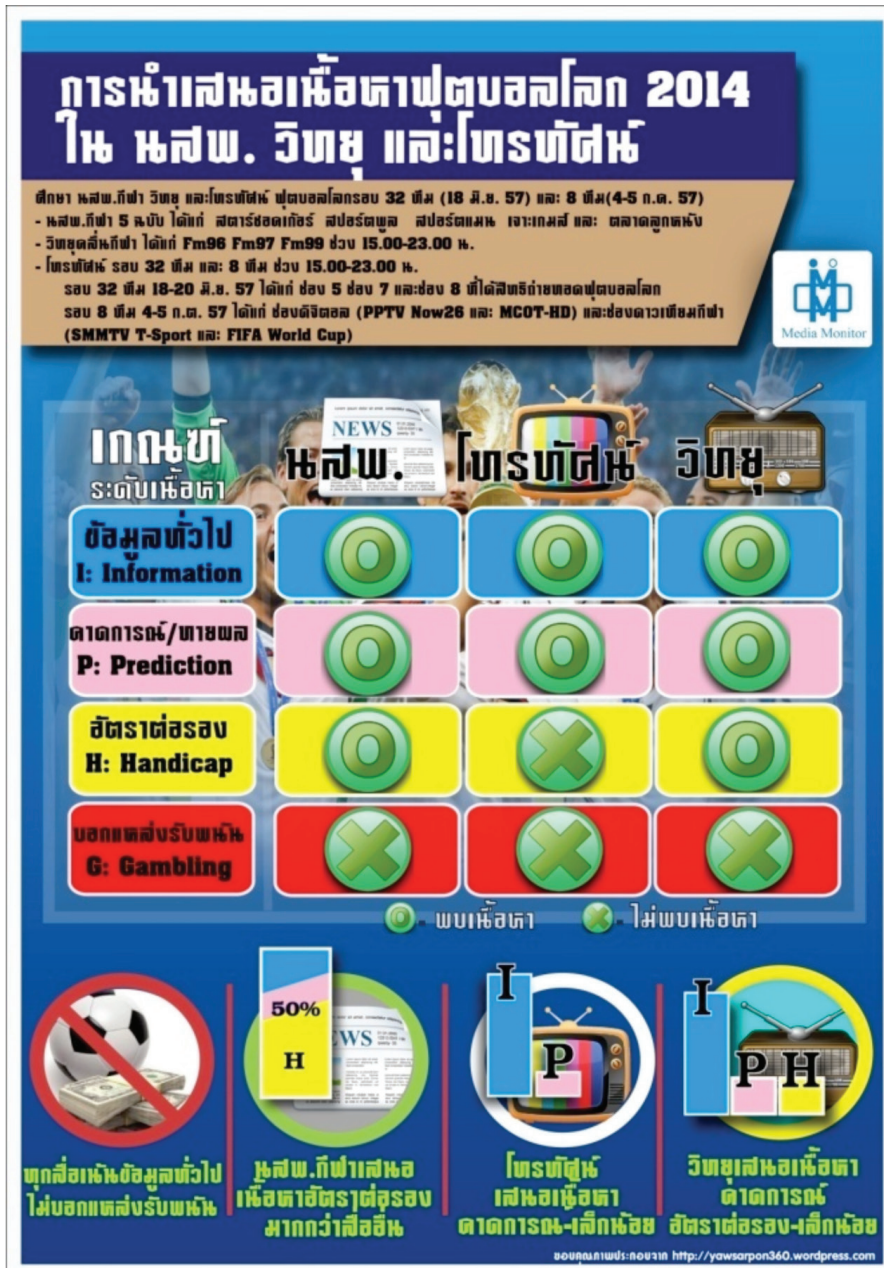 การนำเสนอเนื้อหาฟุตบอลโลก 2014
ใน นสพ. วิทยุ และโทรทัศน์
ศึกษา นสพ.กีฬา วิทยุ และโทรทัศน์ ฟุตบอลโลกรอบ 32 ทีม (18 มิ.ย. 57) และ 8 ทีม(4-5 ก.ค. 57)
- นสพ.กีฬา 5 ฉบับ ได้แก่ สตาร์ซอคเก้อร์ สปอร์ตพูล สปอร์ตแมน เจาะเกมส์ และ ตลาดลูกหนัง
- วิทยุคลื่นกีฬา ได้แก่ Fm96 Fm97 Fm99 ช่วง 15.00-23.00 น.
- โทรทัศน์ รอบ 32 ทีม และ 8 ทีม ช่วง 15.00-23.00 น.
รอบ 32 ทีม 18-20 มิ.ย. 57 ได้แก่ ช่อง 5 ช่อง 7 และช่อง 8 ที่ได้สิทธิถ่ายทอดฟุตบอลโลก
รอบ 8 ทีม 4-5 ก.ต. 57 ได้แก่ ช่องดิจิตอล (PPTV Now26 และ MCOT-HD) และช่องดาวเทียมกีฬา
(SMMTV T-Sport และ FIFA World Cup)
Media Monitor
เกณฑ์
ระดับเนื้อหา
NEWS
นสพ. โทรทัศน์ วิทยุ
ข้อมูลทั่วไป
I: Information
O O O
คาดการณ์/ทายผล
P: Prediction
O O O
อัตราต่อรอง
H: Handicap
O X O
บอกแหล่งรับพนัน
G: Gambling
X X X
O = พบเนื้อหา X = ไม่พบเนื้อหา
50%
H
EWS
I
P
I
P H
ทุกสื่อเน้นข้อมูลทั่วไป
ไม่บอกแหล่งรับพนัน
นสพ.กีฬาเสนอ
เนื้อหาอัตราต่อรอง
มากกว่าสื่ออื่น
โทรทัศน์
เสนอเนื้อหา
คาดการณ์-เล็กน้อย
วิทยุเสนอเนื้อหา
คาดการณ์
อัตราต่อรอง-เล็กน้อย
ขอบคุณภาพประกอบจาก http://yawsarpon360.wordpress.com